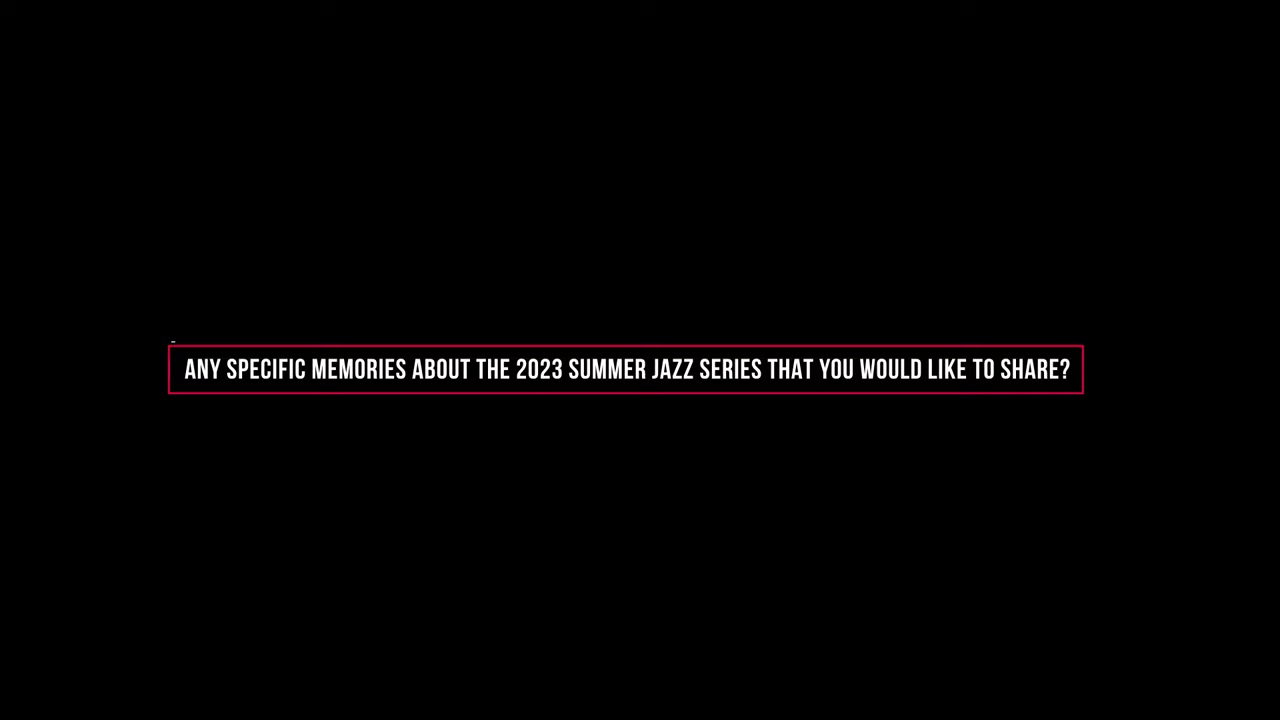 ANY SPECIFIC MEMORIES ABOUT THE 2023 SUMMER JAZZ SERIES THAT YOU WOULD LIKE TO SHARE?